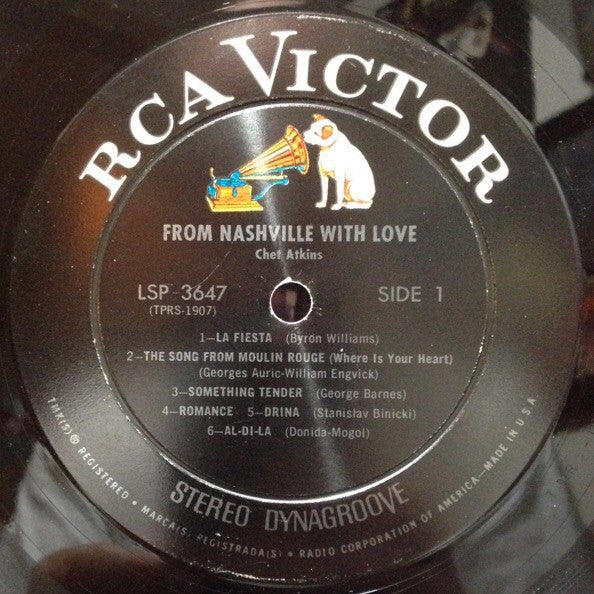 RCA VICTOR
FROM NASHVILLE WITH LOVE
Chet Atkins
LSP-3647
(TPRS-1907)
SIDE 1
1—LA FIESTA (Byron Williams)
2—THE SONG FROM MOULIN ROUGE (Where Is Your Heart)
(Georges Auric-William Engvick)
3—SOMETHING TENDER (George Barnes)
4—ROMANCE 5—DRINA (Stanislav Binicki)
6—AL-DI-LA (Donida-Mogol)
STEREO DYNAGROOVE
TMK(S) ® REGISTERED • MARCA(S) REGISTRADA(S) • RADIO CORPORATION OF AMERICA—MADE IN U.S.A